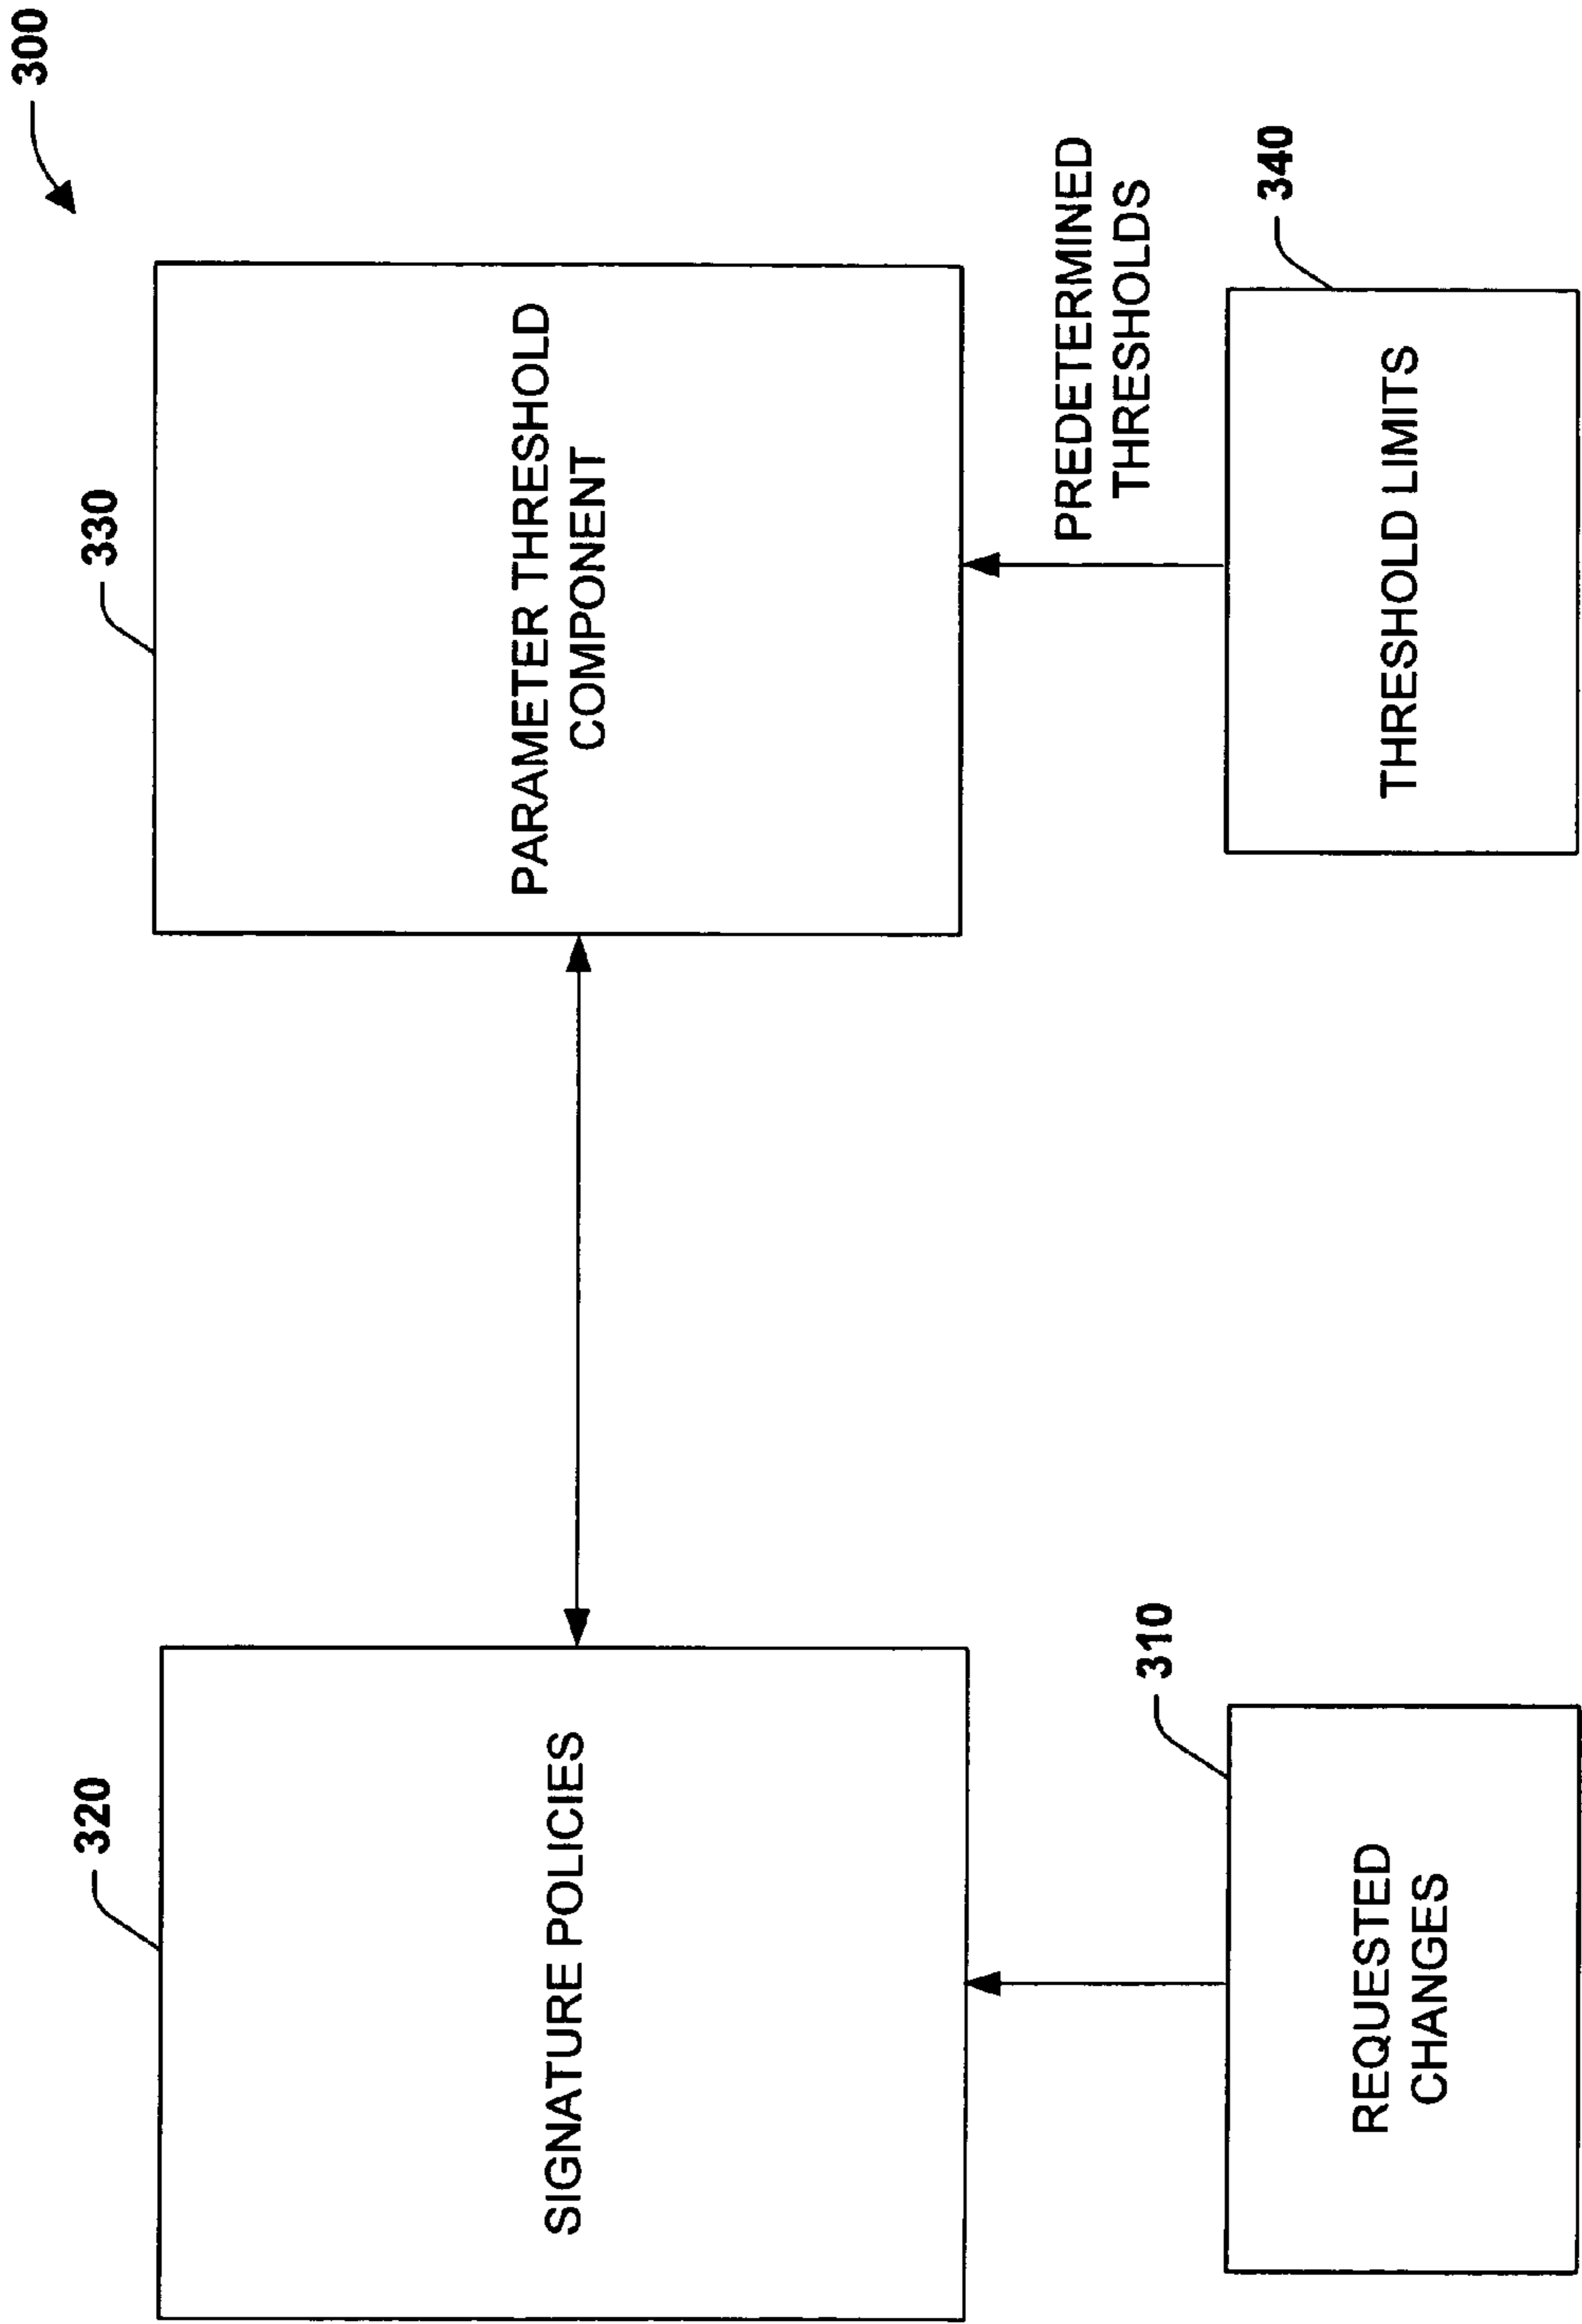 300
320
SIGNATURE POLICIES
330
PARAMETER THRESHOLD
COMPONENT
PREDETERMINED
THRESHOLDS
310
REQUESTED
CHANGES
340
THRESHOLD LIMITS